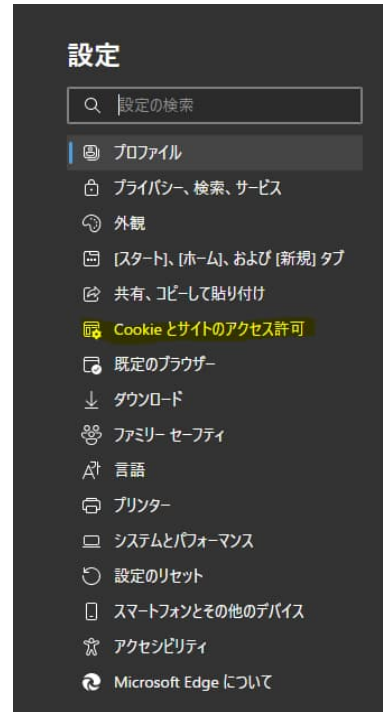 設定
設定の検索
プロファイル
プライバシー、検索、サービス
外観
[スタート]、[ホーム]、および [新規] タブ
共有、コピーして貼り付け
Cookie とサイトのアクセス許可
既定のブラウザー
ダウンロード
ファミリー セーフティ
言語
プリンター
システムとパフォーマンス
設定のリセット
スマートフォンとその他のデバイス
アクセシビリティ
Microsoft Edge について